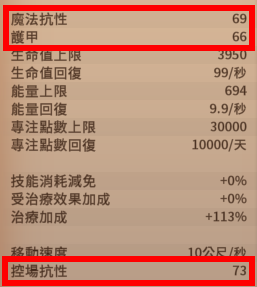 魔法抗性 69
護甲 66
生命值上限 3950
生命值回復 99/秒
能量上限 694
能量回復 9.9/秒
專注點數上限 30000
專注點數回復 10000/天
技能消耗減免 +0%
受治療效果加成 +0%
治療加成 +113%
移動速度 10公尺/秒
控場抗性 73